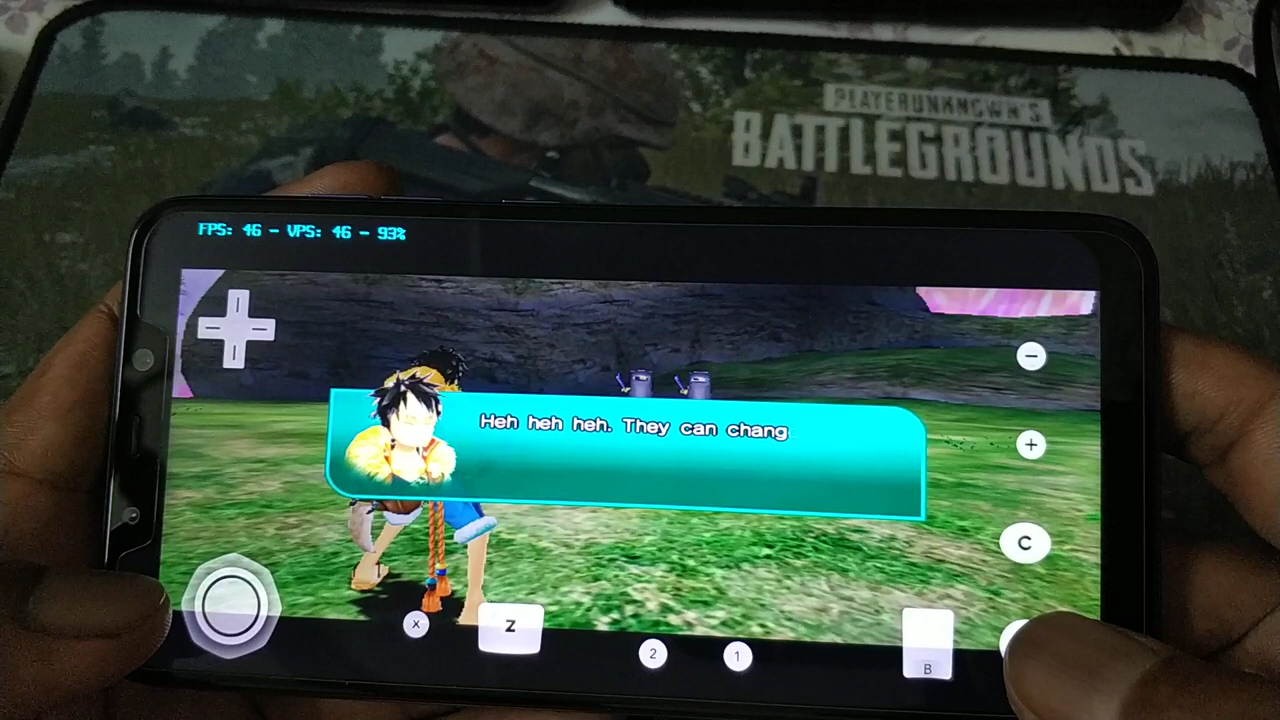 PLAYERUNKNOWN'S
BATTLEGROUNDS
FPS: 46 - VPS: 46 - 93%
Heh heh heh. They can chang
−
+
C
X
Z
2
1
B